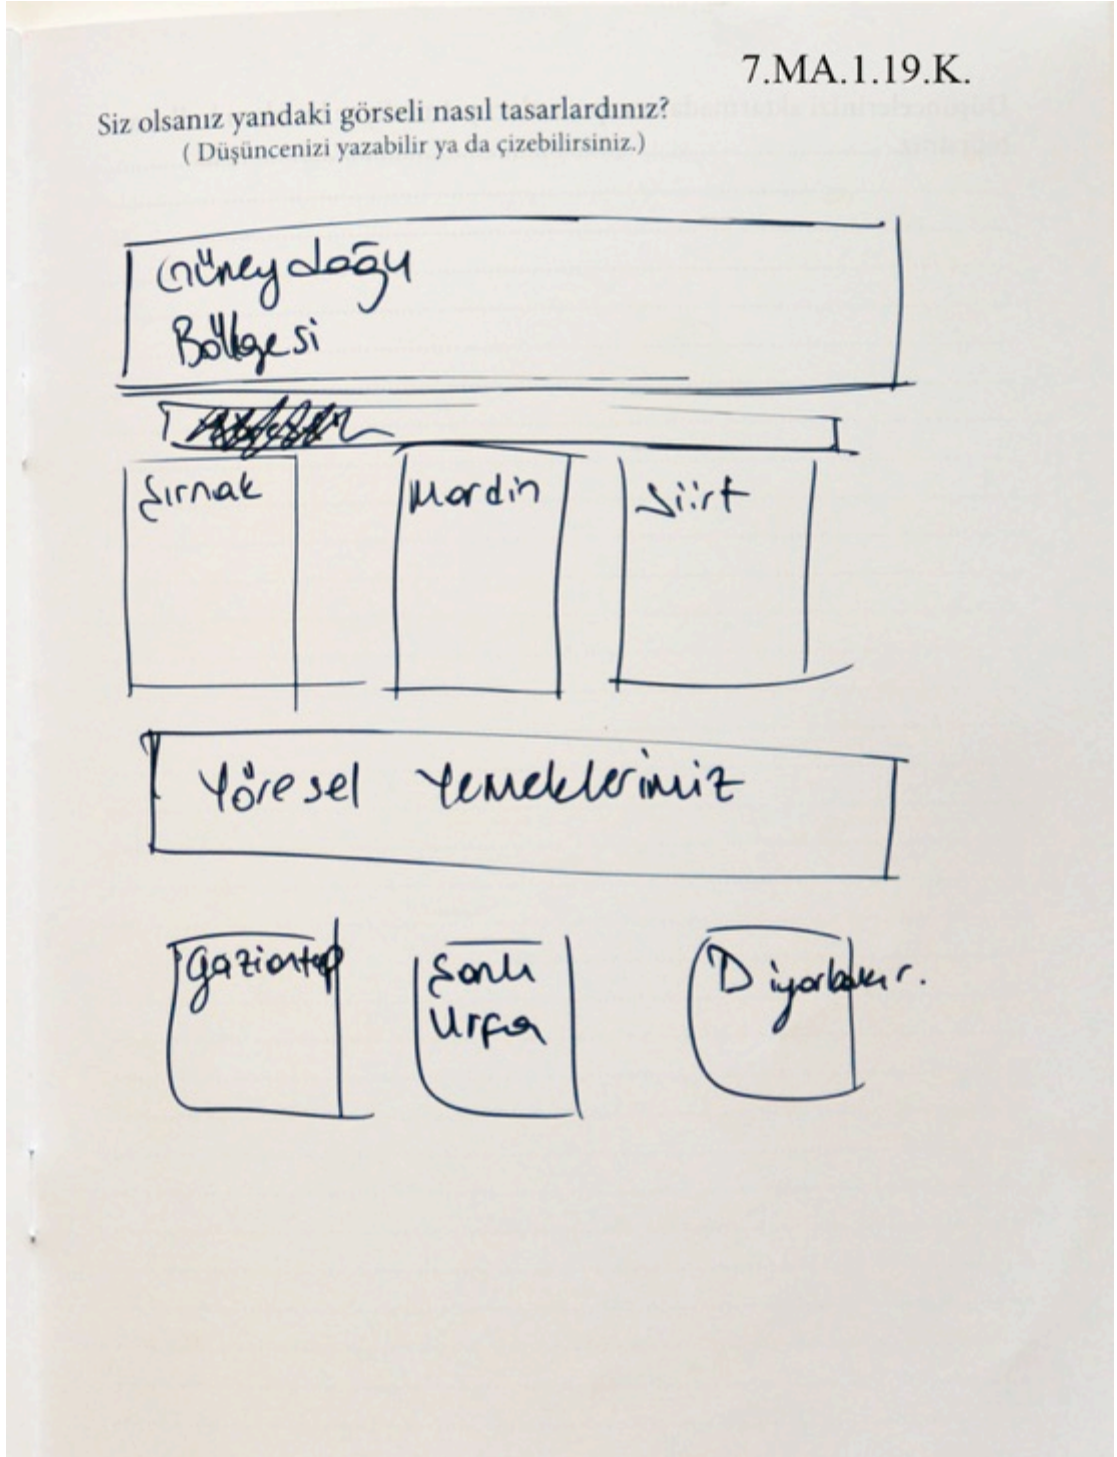 7.MA.1.19.K.
Siz olsanız yandaki görseli nasıl tasarlardınız?
( Düşüncenizi yazabilir ya da çizebilirsiniz.)
Güneydoğu
Böllgesi
Şırnak Mardin Siirt
Yöresel Yemeklerimiz
Gaziantep Şanlı Diyarbakır.
Urfa